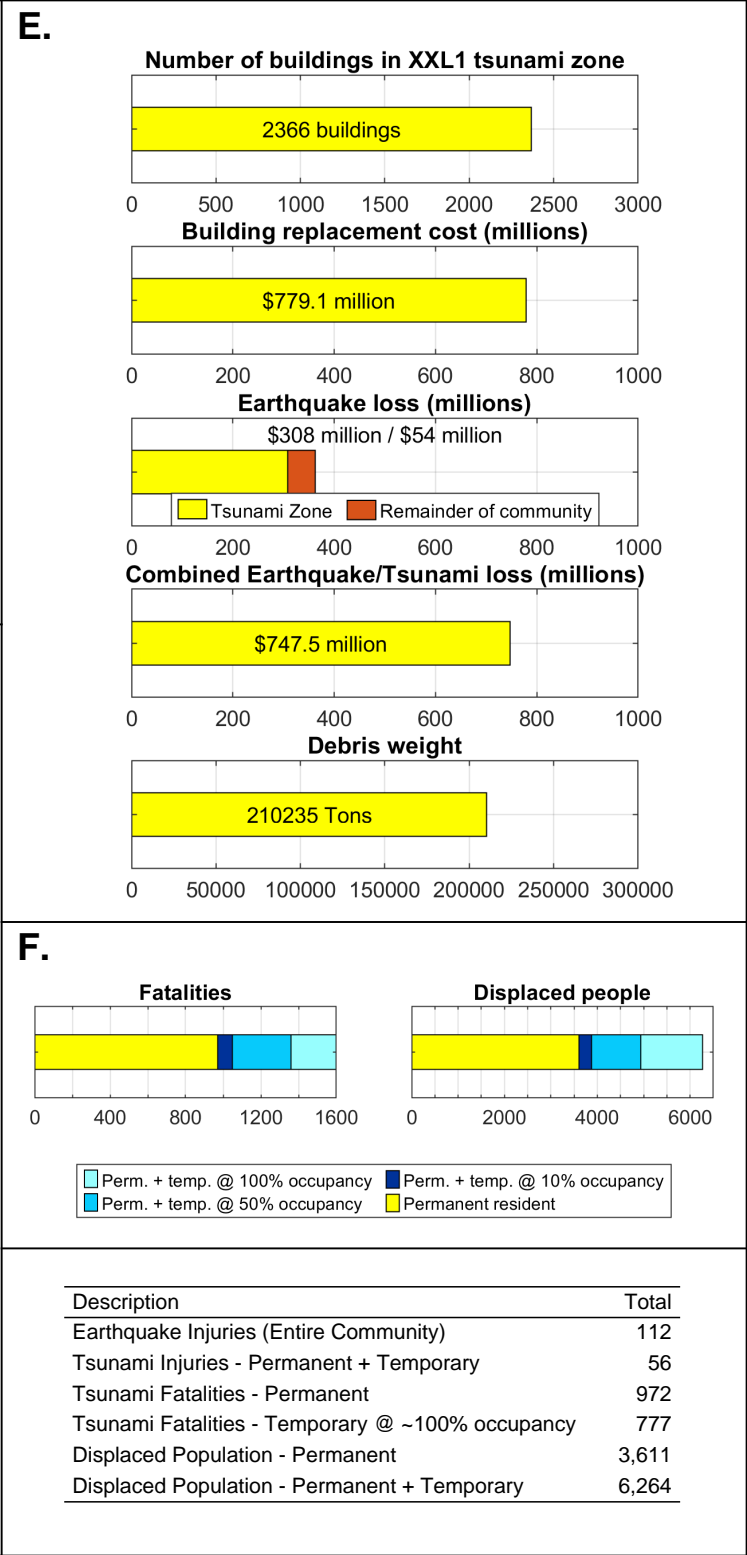 E.
Number of buildings in XXL1 tsunami zone
2366 buildings
0 500 1000 1500 2000 2500 3000
Building replacement cost (millions)
$779.1 million
0 200 400 600 800 1000
Earthquake loss (millions)
$308 million / $54 million
Tsunami Zone Remainder of community
0 200 400 600 800 1000
Combined Earthquake/Tsunami loss (millions)
$747.5 million
0 200 400 600 800 1000
Debris weight
210235 Tons
0 50000 100000 150000 200000 250000 300000
F.
Fatalities Displaced people
0 400 800 1200 1600 0 2000 4000 6000
Perm. + temp. @ 100% occupancy Perm. + temp. @ 10% occupancy
Perm. + temp. @ 50% occupancy Permanent resident
Description Total
Earthquake Injuries (Entire Community) 112
Tsunami Injuries - Permanent + Temporary 56
Tsunami Fatalities - Permanent 972
Tsunami Fatalities - Temporary @ ~100% occupancy 777
Displaced Population - Permanent 3,611
Displaced Population - Permanent + Temporary 6,264